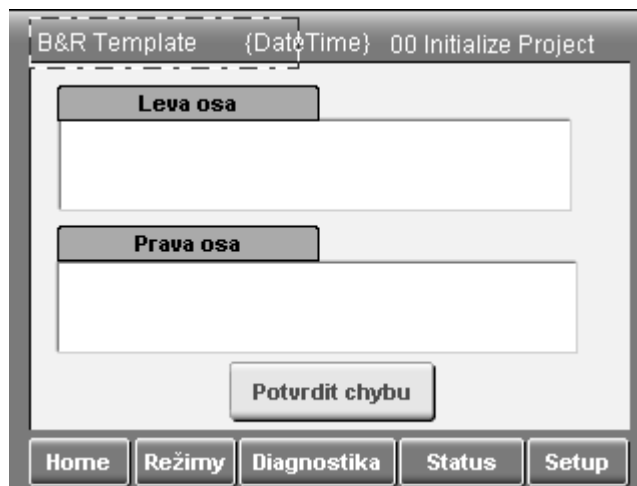 B&R Template {DateTime} 00 Initialize Project
Leva osa
Prava osa
Potvrdit chybu
Home Režimy Diagnostika Status Setup